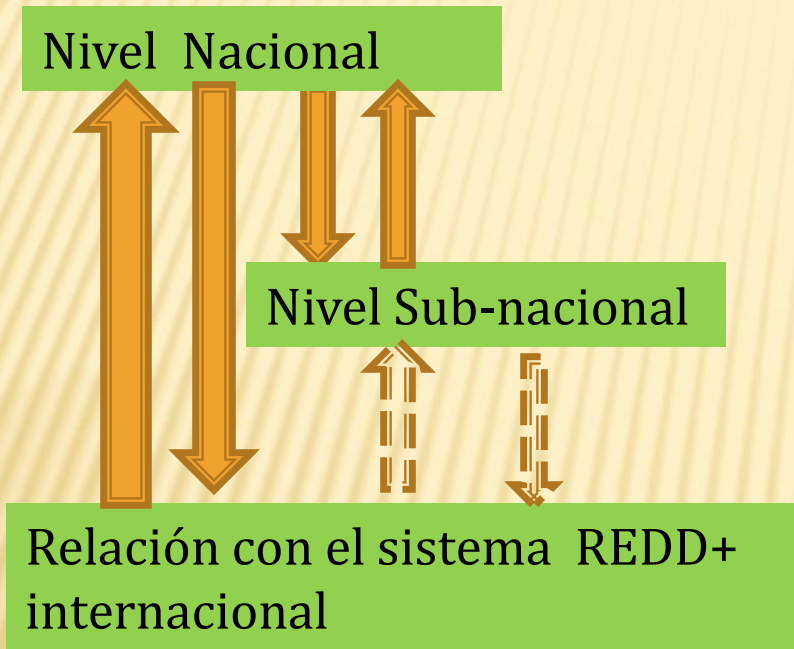 Nivel Nacional
Nivel Sub-nacional
Relación con el sistema REDD+
internacional